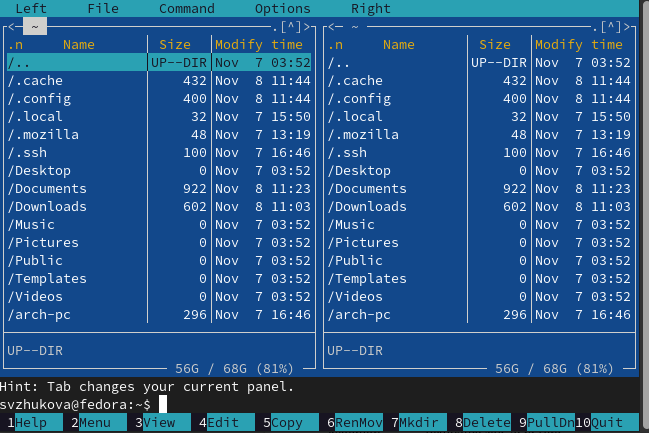 Left File Command Options Right
<─ ~ .[^]> <─ ~ .[^]>
.n Name Size Modify time .n Name Size Modify time
/.. UP--DIR Nov 7 03:52 /.. UP--DIR Nov 7 03:52
/.cache 432 Nov 8 11:44 /.cache 432 Nov 8 11:44
/.config 400 Nov 8 11:44 /.config 400 Nov 8 11:44
/.local 32 Nov 7 15:50 /.local 32 Nov 7 15:50
/.mozilla 48 Nov 7 13:19 /.mozilla 48 Nov 7 13:19
/.ssh 100 Nov 7 16:46 /.ssh 100 Nov 7 16:46
/Desktop 0 Nov 7 03:52 /Desktop 0 Nov 7 03:52
/Documents 922 Nov 8 11:23 /Documents 922 Nov 8 11:23
/Downloads 602 Nov 8 11:03 /Downloads 602 Nov 8 11:03
/Music 0 Nov 7 03:52 /Music 0 Nov 7 03:52
/Pictures 0 Nov 7 03:52 /Pictures 0 Nov 7 03:52
/Public 0 Nov 7 03:52 /Public 0 Nov 7 03:52
/Templates 0 Nov 7 03:52 /Templates 0 Nov 7 03:52
/Videos 0 Nov 7 03:52 /Videos 0 Nov 7 03:52
/arch-pc 296 Nov 7 16:46 /arch-pc 296 Nov 7 16:46
UP--DIR UP--DIR
56G / 68G (81%) 56G / 68G (81%)
Hint: Tab changes your current panel.
svzhukova@fedora:~$
1Help 2Menu 3View 4Edit 5Copy 6RenMov 7Mkdir 8Delete 9PullDn 10Quit